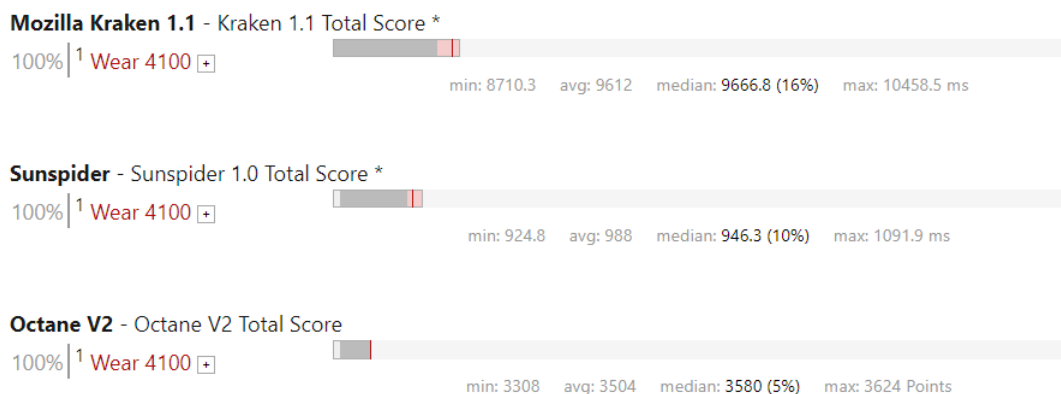 Mozilla Kraken 1.1 - Kraken 1.1 Total Score *
100% 1 Wear 4100 +
min: 8710.3 avg: 9612 median: 9666.8 (16%) max: 10458.5 ms
Sunspider - Sunspider 1.0 Total Score *
100% 1 Wear 4100 +
min: 924.8 avg: 988 median: 946.3 (10%) max: 1091.9 ms
Octane V2 - Octane V2 Total Score
100% 1 Wear 4100 +
min: 3308 avg: 3504 median: 3580 (5%) max: 3624 Points